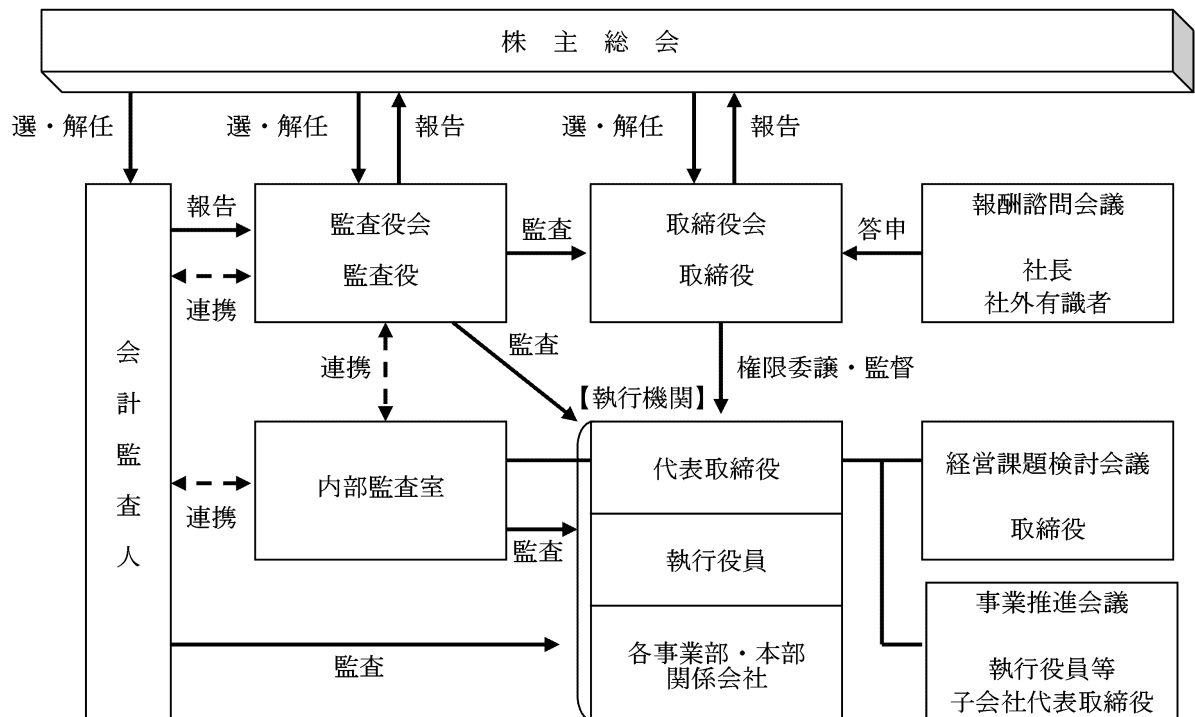 株主総会
選・解任
選・解任
報告
選・解任
報告
報告
連携
監査役会
監査役
監査
取締役会
取締役
答申
報酬諮問会議
社長
社外有識者
会計監査人
連携
監査
権限委譲・監督
【執行機関】
連携
内部監査室
監査
代表取締役
執行役員
各事業部・本部
関係会社
経営課題検討会議
取締役
監査
事業推進会議
執行役員等
子会社代表取締役